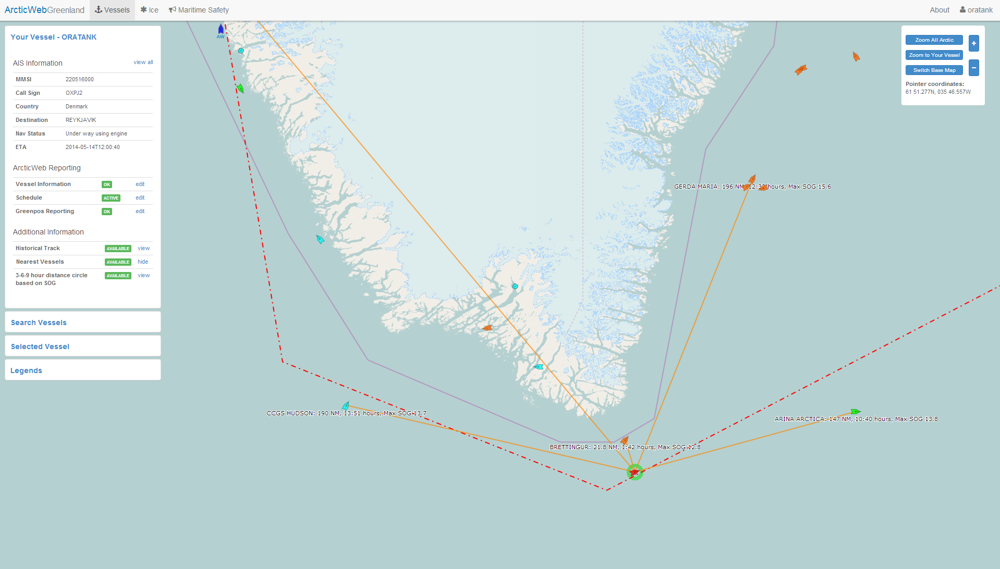 ArcticWebGreenland Vessels Ice Maritime Safety About oratank
Your Vessel - ORATANK
AIS Information view all
MMSI 220516000
Call Sign OXPJ2
Country Denmark
Destination REYKJAVIK
Nav Status Under way using engine
ETA 2014-05-14T12:00:40
ArcticWeb Reporting
Vessel Information OK edit
Schedule ACTIVE edit
Greenpos Reporting OK edit
Additional Information
Historical Track AVAILABLE view
Nearest Vessels AVAILABLE hide
3-6-9 hour distance circle AVAILABLE view
based on SOG
Search Vessels
Selected Vessel
Legends
AW
Zoom All Arctic +
Zoom to Your Vessel
Switch Base Map −
Pointer coordinates:
61 51.277N, 035 46.557W
GERDA MARIA: 196 NM, 12:32 hours, Max SOG 15.6
CCGS HUDSON: 190 NM, 13:51 hours, Max SOG 13.7
ARINA ARCTICA: 147 NM, 10:40 hours, Max SOG 13.8
BRETTINGUR: 21.8 NM, 1:42 hours, Max SOG 12.8